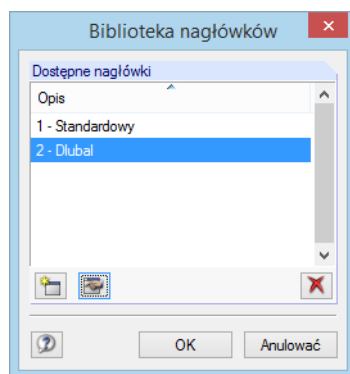 Biblioteka nagłówków
Dostępne nagłówki
Opis
1 - Standardowy
2 - Dlubal
OK
Anulować